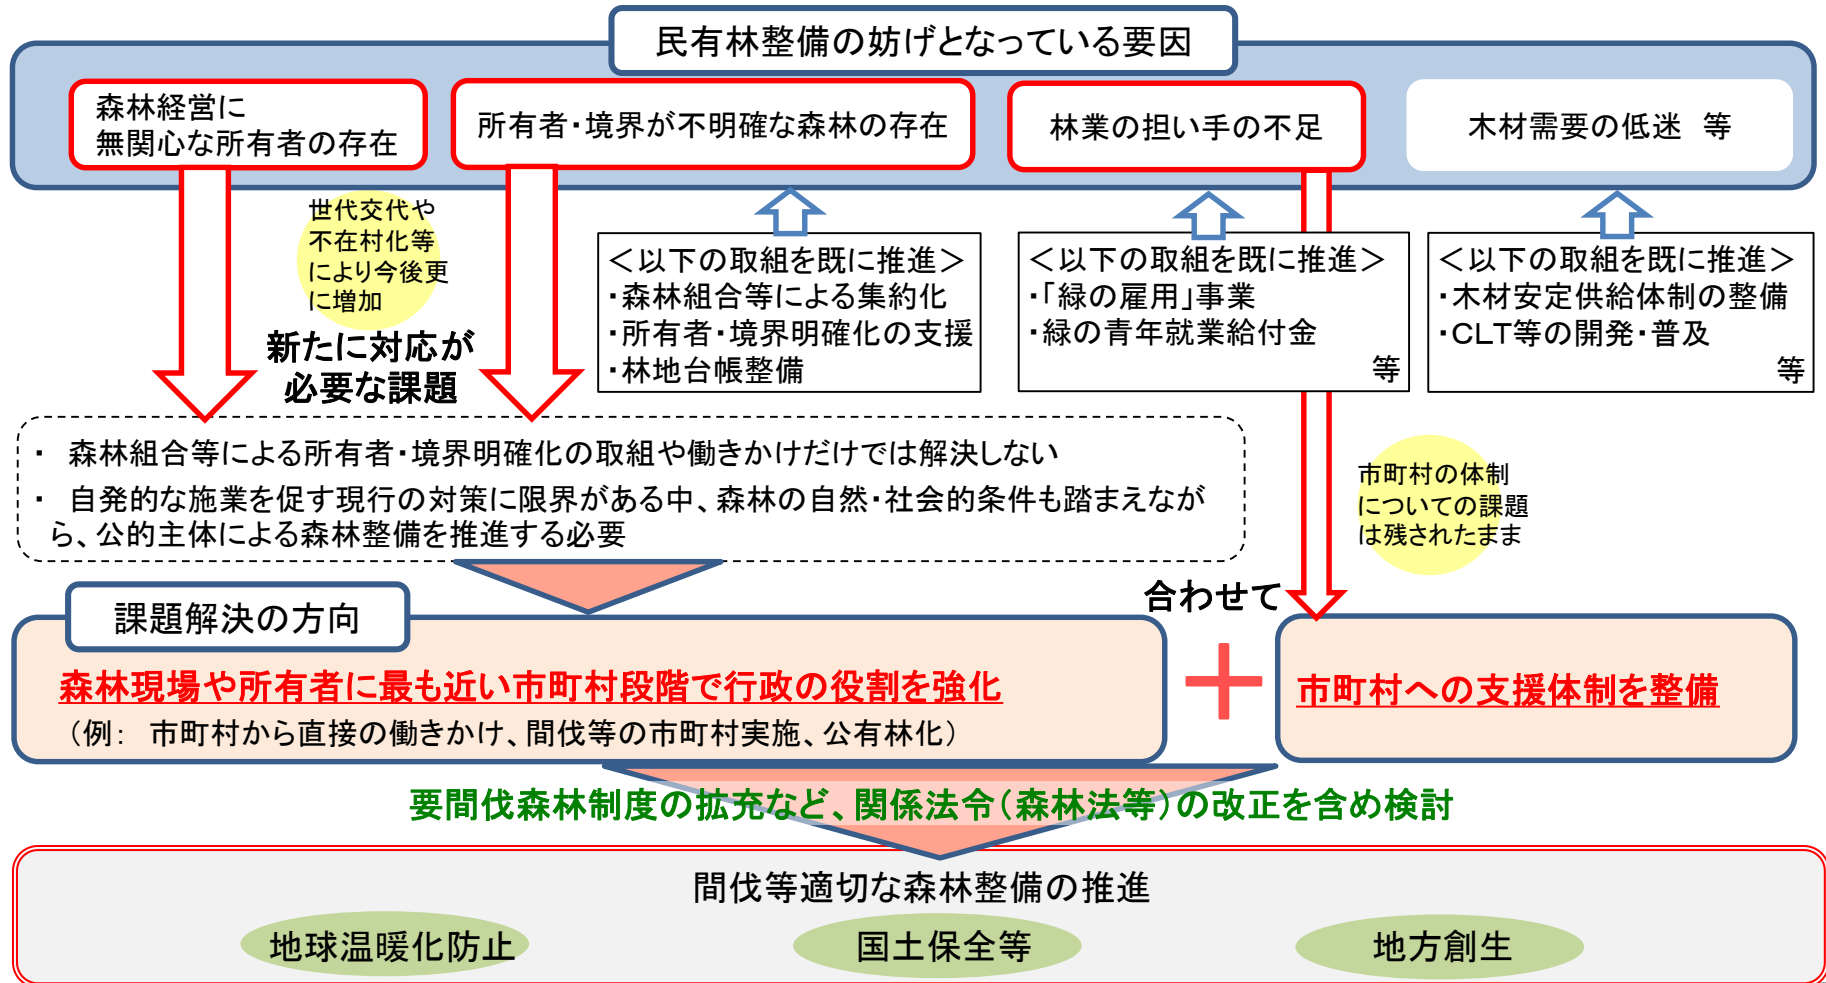 民有林整備の妨げとなっている要因
森林経営に
無関心な所有者の存在
所有者・境界が不明確な森林の存在
林業の担い手の不足
木材需要の低迷　等
世代交代や
不在村化等
により今後更
に増加
新たに対応が
必要な課題
＜以下の取組を既に推進＞
・森林組合等による集約化
・所有者・境界明確化の支援
・林地台帳整備
＜以下の取組を既に推進＞
・「緑の雇用」事業
・緑の青年就業給付金
等
＜以下の取組を既に推進＞
・木材安定供給体制の整備
・CLT等の開発・普及
等
・　森林組合等による所有者・境界明確化の取組や働きかけだけでは解決しない
・　自発的な施業を促す現行の対策に限界がある中、森林の自然・社会的条件も踏まえなが
ら、公的主体による森林整備を推進する必要
市町村の体制
についての課題
は残されたまま
課題解決の方向
森林現場や所有者に最も近い市町村段階で行政の役割を強化
（例：　市町村から直接の働きかけ、間伐等の市町村実施、公有林化）
合わせて
市町村への支援体制を整備
要間伐森林制度の拡充など、関係法令（森林法等）の改正を含め検討
間伐等適切な森林整備の推進
地球温暖化防止
国土保全等
地方創生